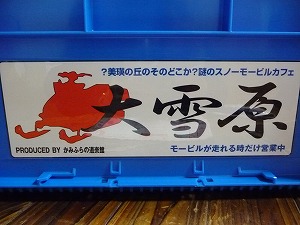 ?美瑛の丘のそのどこか?謎のスノーモービルカフェ
大雪原
PRODUCED BY かみふらの道楽館
モービルが走れる時だけ営業中